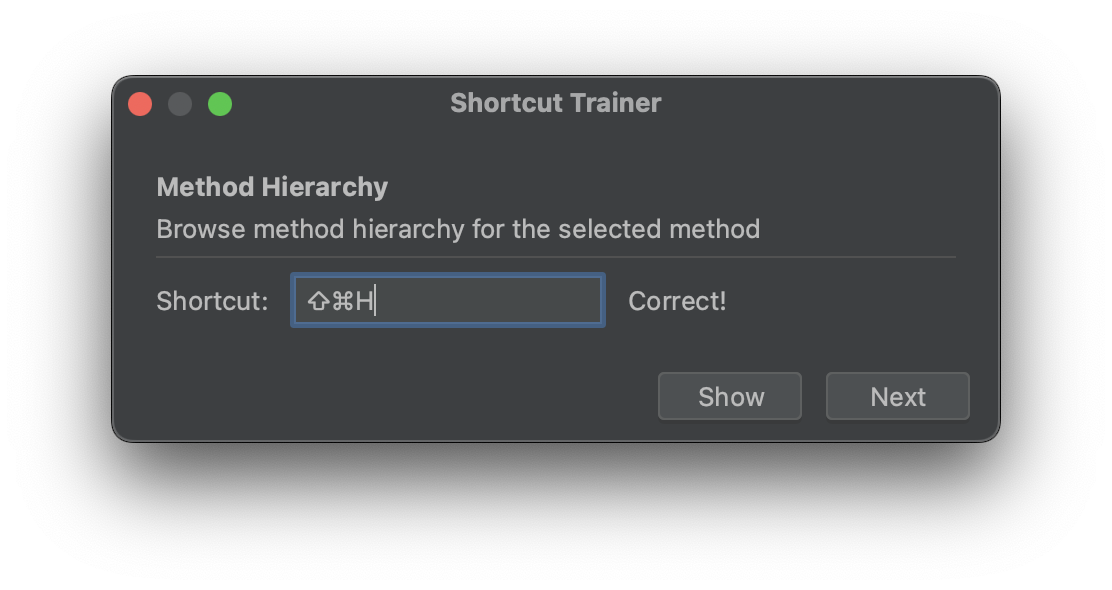 Shortcut Trainer
Method Hierarchy
Browse method hierarchy for the selected method
Shortcut: ⇧⌘H Correct!
Show Next